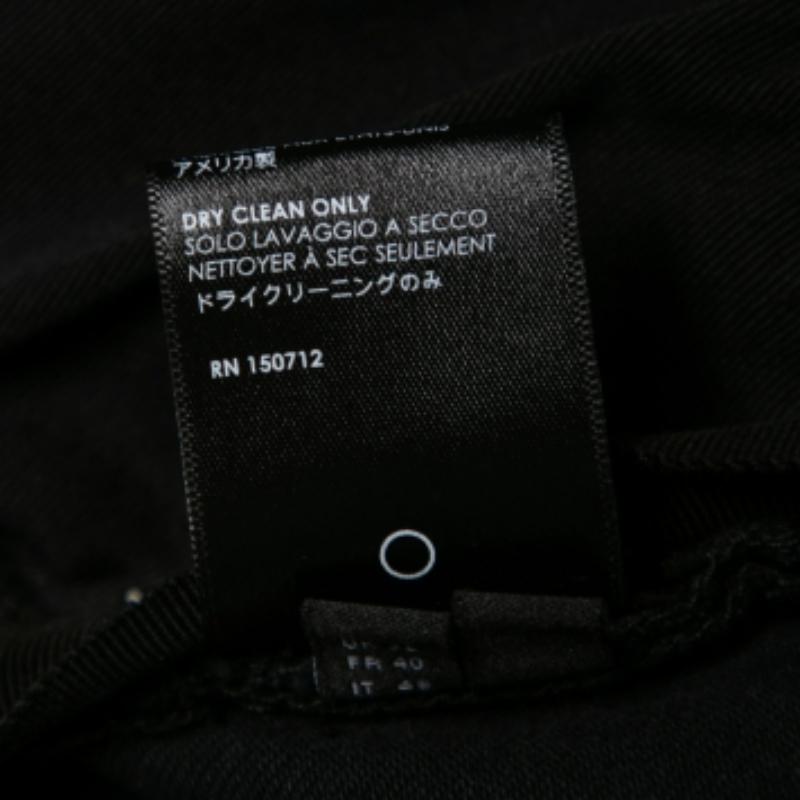 アメリカ製
DRY CLEAN ONLY
SOLO LAVAGGIO A SECCO
NETTOYER À SEC SEULEMENT
ドライクリーニングのみ
RN 150712
FR 40
IT